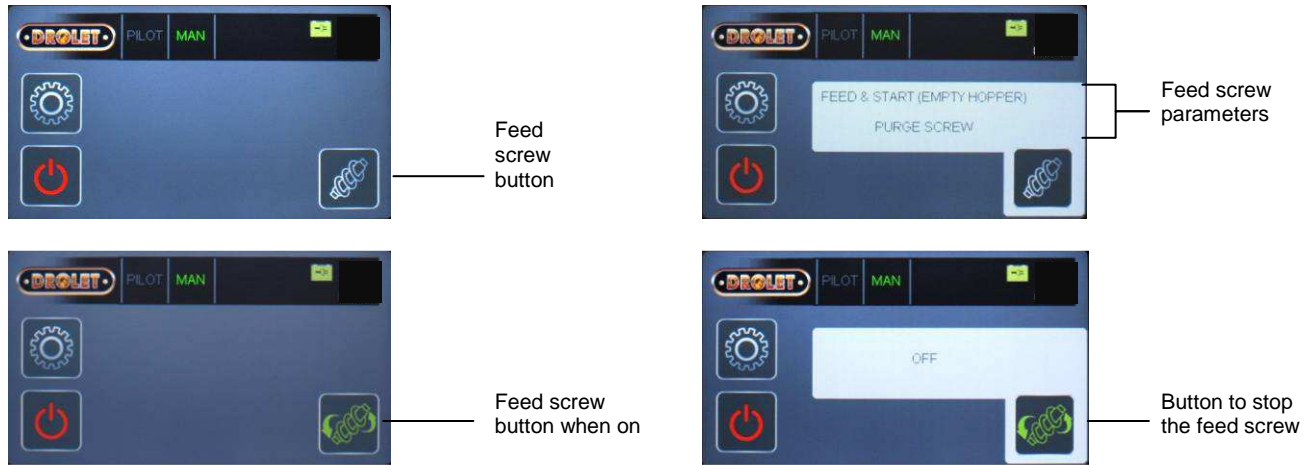 DROLET PILOT MAN
Feed
screw
button
DROLET PILOT MAN
FEED & START (EMPTY HOPPER)
PURGE SCREW
Feed screw
parameters
DROLET PILOT MAN
Feed screw
button when on
DROLET PILOT MAN
OFF
Button to stop
the feed screw